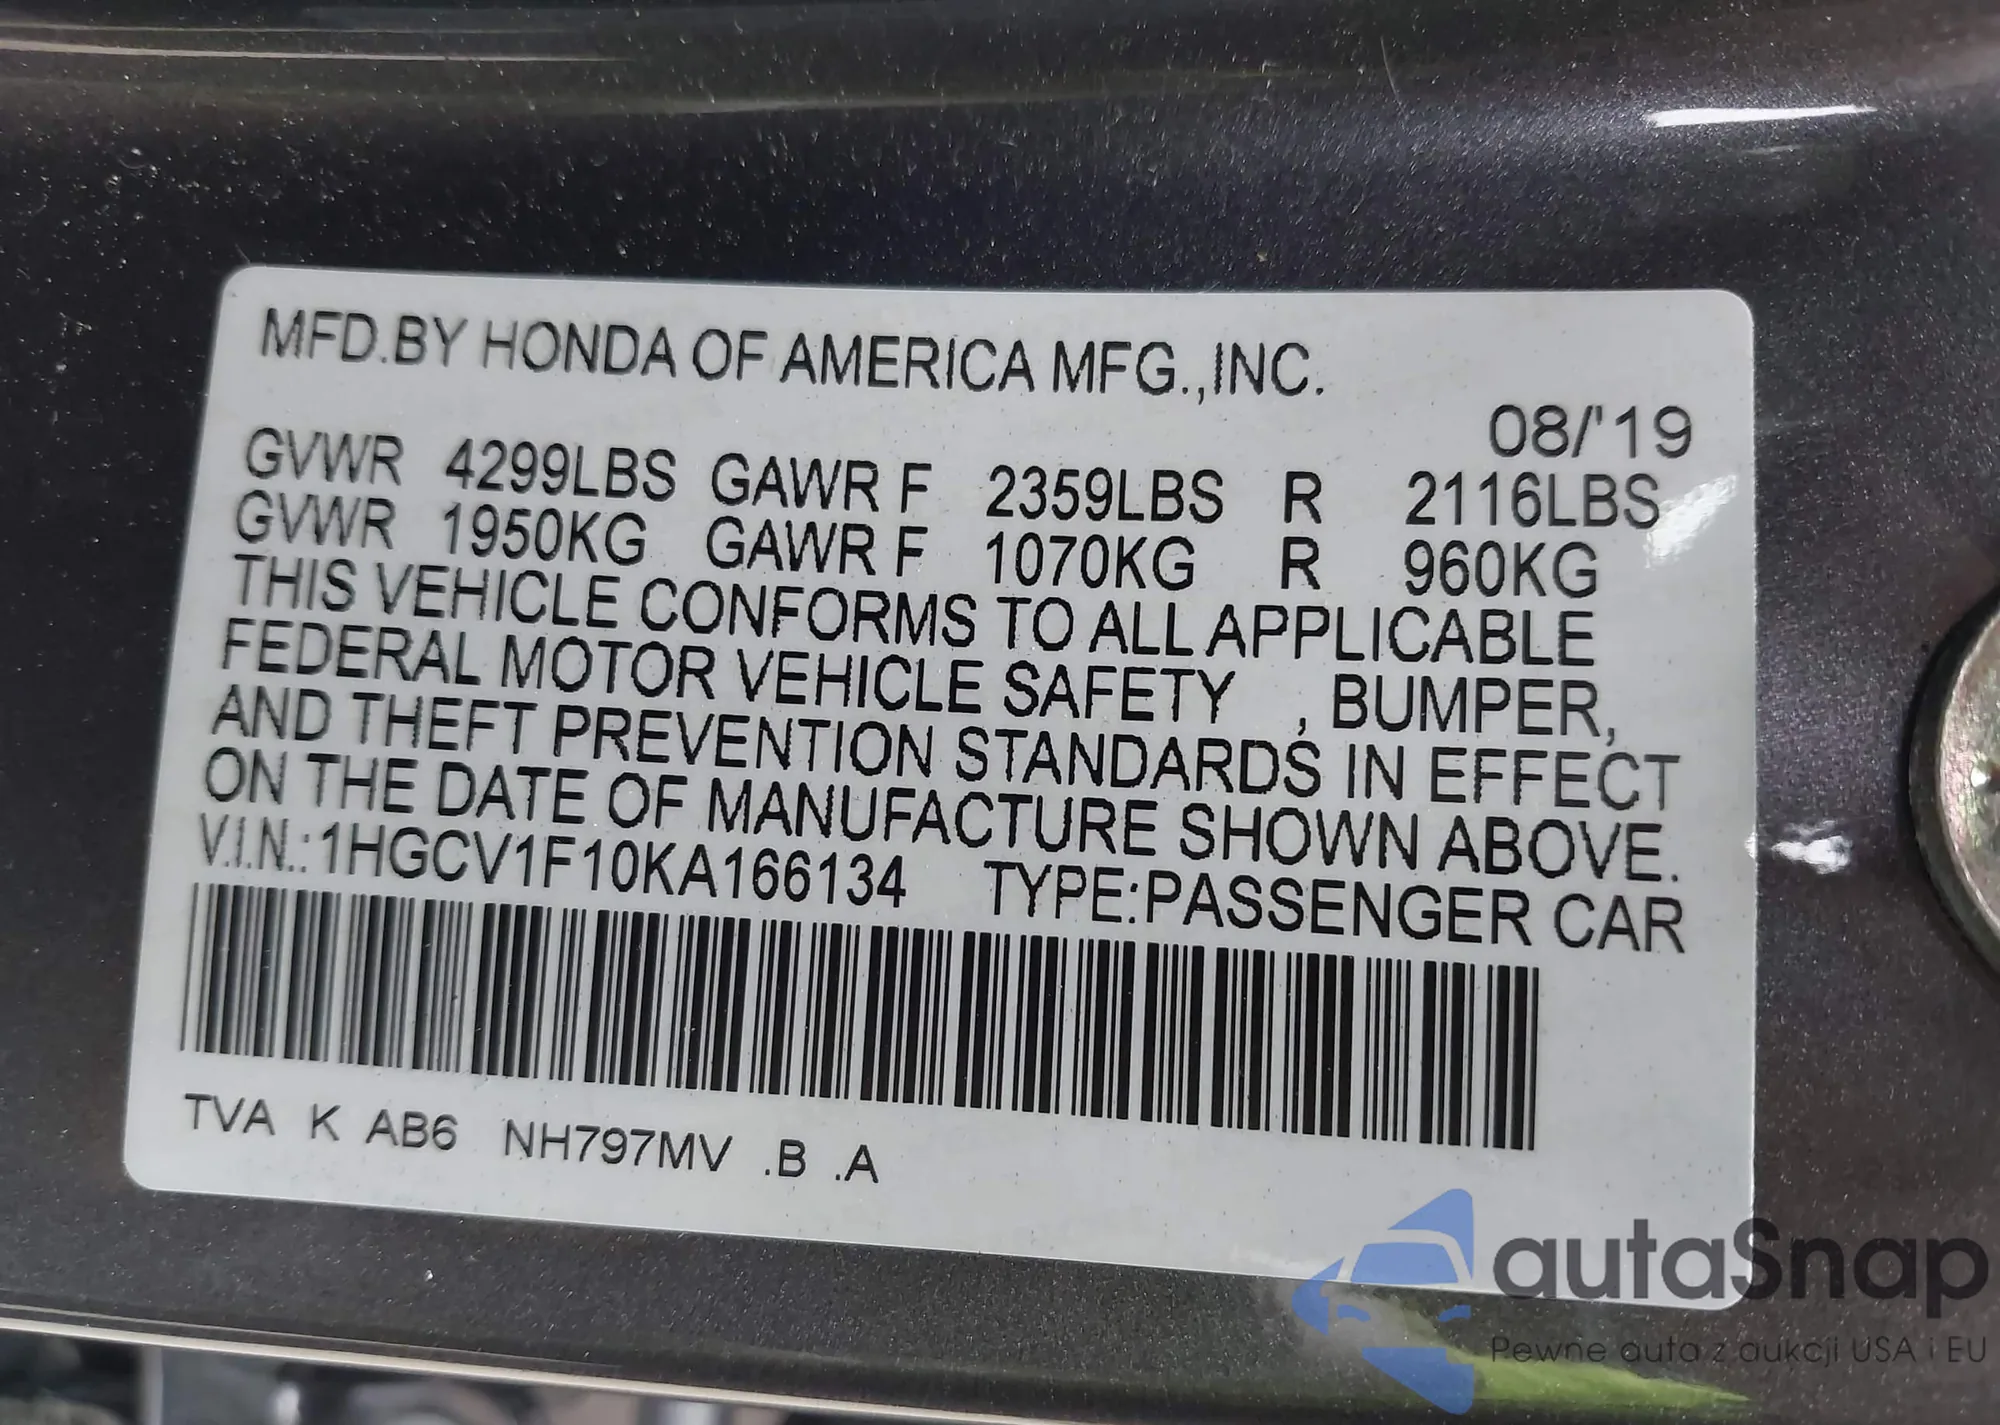 MFD.BY HONDA OF AMERICA MFG.,INC.
08/'19
GVWR 4299LBS GAWR F 2359LBS R 2116LBS
GVWR 1950KG GAWR F 1070KG R 960KG
THIS VEHICLE CONFORMS TO ALL APPLICABLE
FEDERAL MOTOR VEHICLE SAFETY , BUMPER,
AND THEFT PREVENTION STANDARDS IN EFFECT
ON THE DATE OF MANUFACTURE SHOWN ABOVE.
V.I.N.:1HGCV1F10KA166134 TYPE:PASSENGER CAR
TVA K AB6 NH797MV .B .A
autaSnap
Pewne auta z aukcji USA i EU